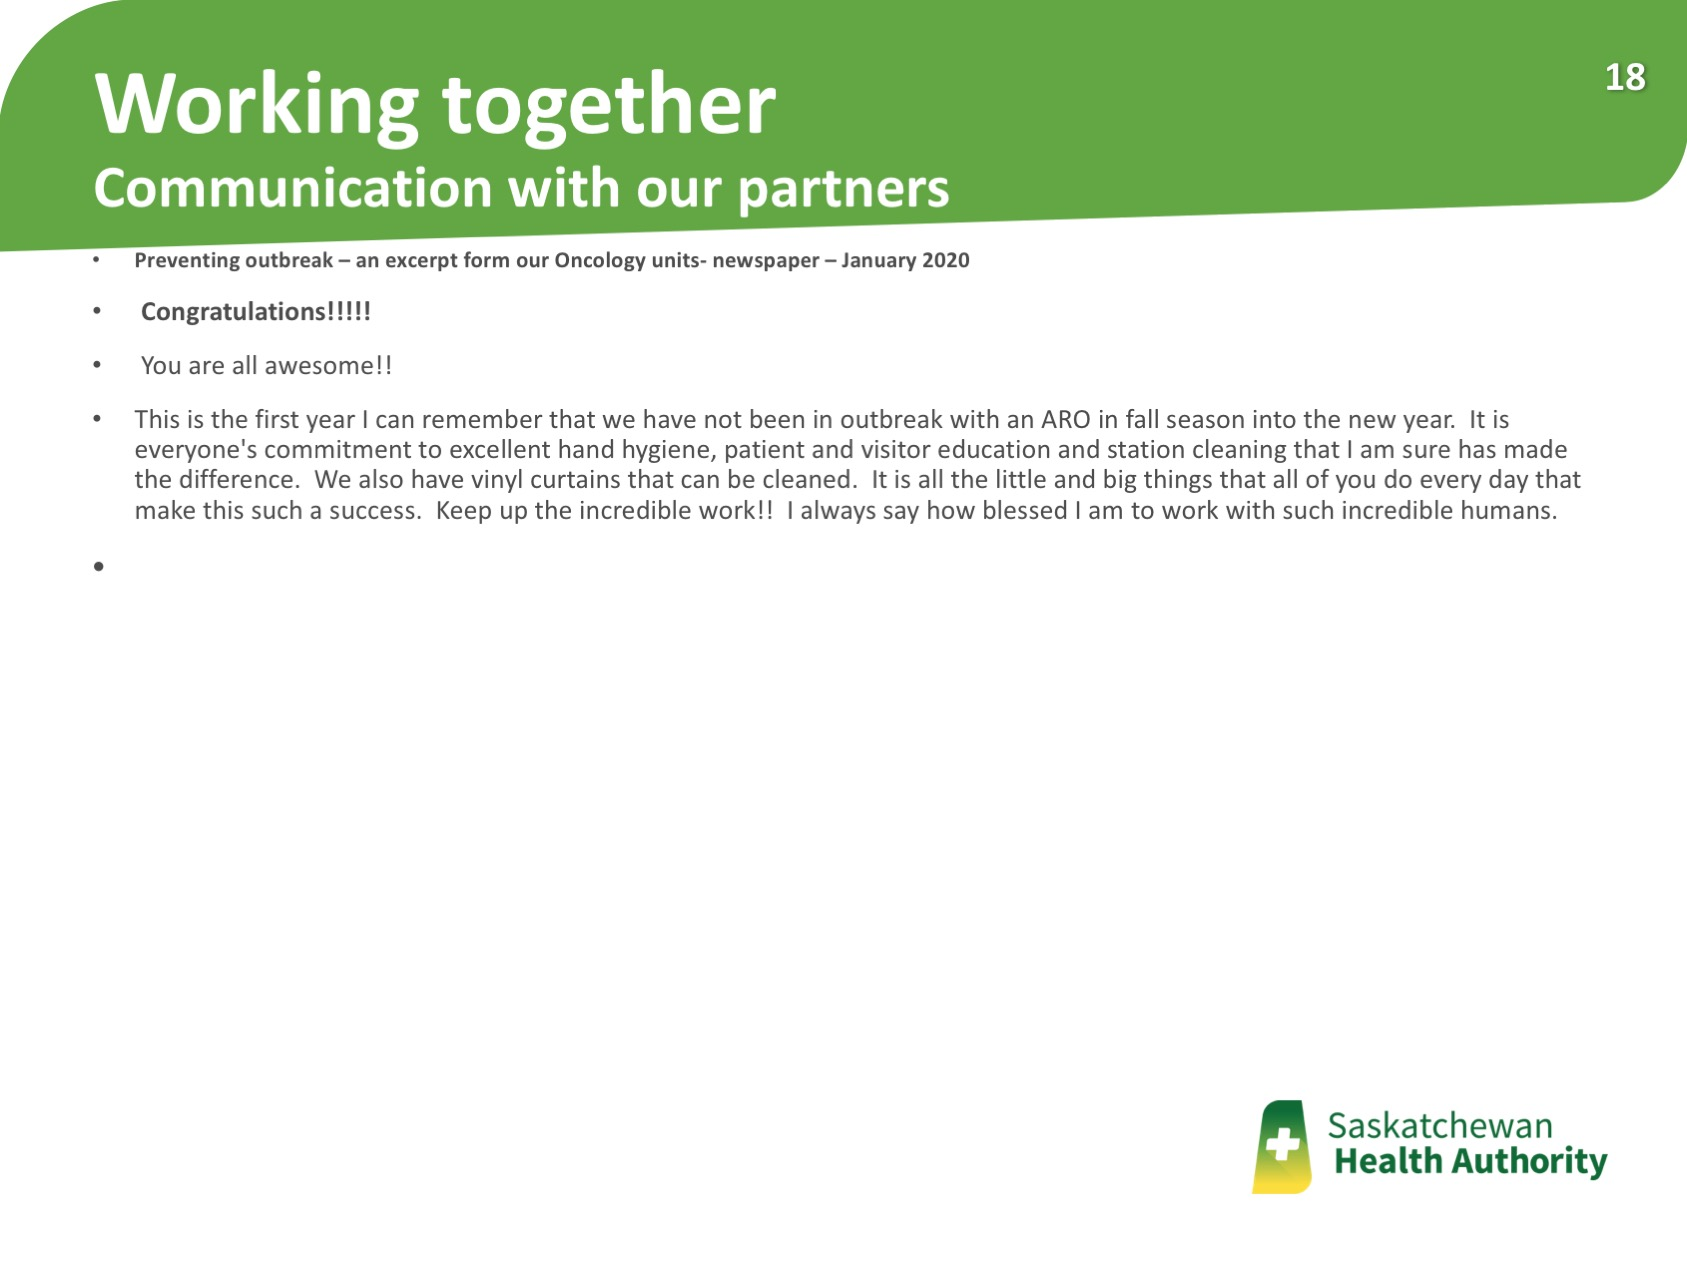 Working together
18
Communication with our partners
• Preventing outbreak – an excerpt form our Oncology units- newspaper – January 2020
• Congratulations!!!!!
• You are all awesome!!
• This is the first year I can remember that we have not been in outbreak with an ARO in fall season into the new year.  It is
everyone's commitment to excellent hand hygiene, patient and visitor education and station cleaning that I am sure has made
the difference.  We also have vinyl curtains that can be cleaned.  It is all the little and big things that all of you do every day that
make this such a success.  Keep up the incredible work!!  I always say how blessed I am to work with such incredible humans.
•
Saskatchewan
Health Authority